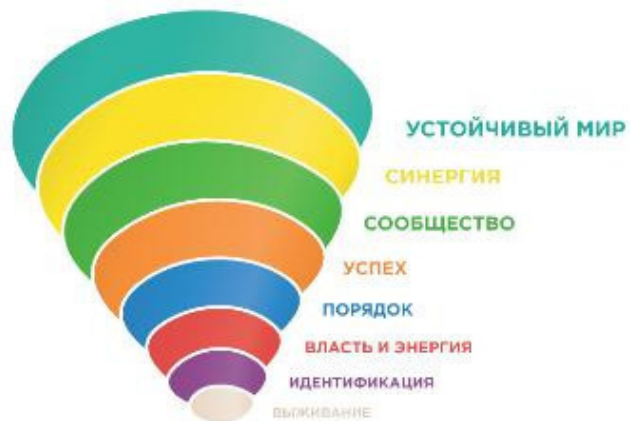 УСТОЙЧИВЫЙ МИР
СИНЕРГИЯ
СООБЩЕСТВО
УСПЕХ
ПОРЯДОК
ВЛАСТЬ И ЭНЕРГИЯ
ИДЕНТИФИКАЦИЯ
ВЫЖИВАНИЕ